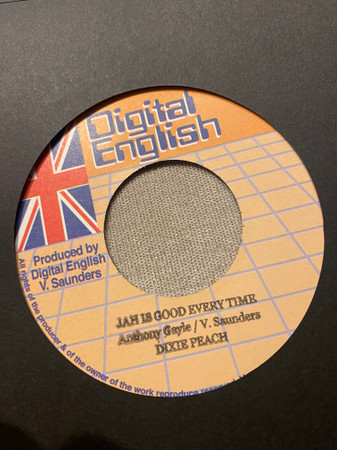 Digital
English
Produced by
Digital English
V. Saunders
JAH IS GOOD EVERY TIME
Anthony Gayle / V. Saunders
DIXIE PEACH
All rights of the producer & of the owner of the work reproduce reserved